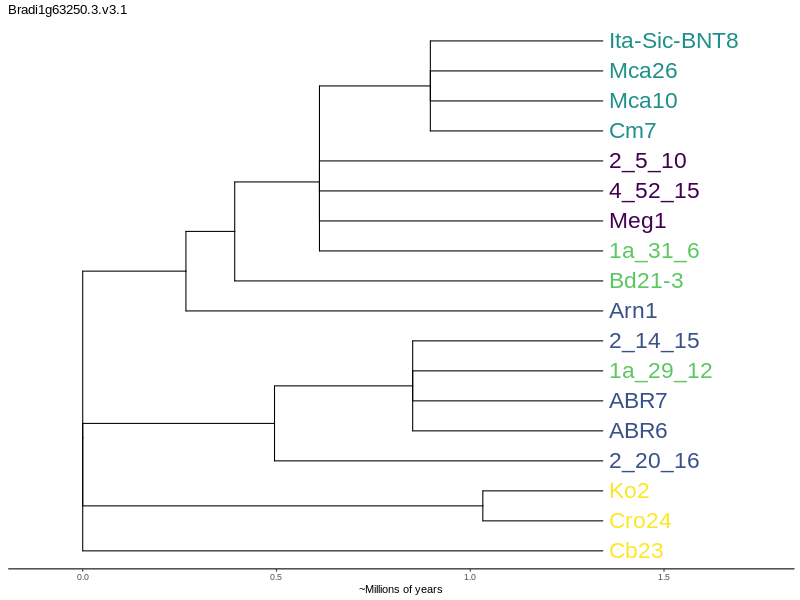 Bradi1g63250.3.v3.1
Ita-Sic-BNT8
Mca26
Mca10
Cm7
2_5_10
4_52_15
Meg1
1a_31_6
Bd21-3
Arn1
2_14_15
1a_29_12
ABR7
ABR6
2_20_16
Ko2
Cro24
Cb23
0.0 0.5 1.0 1.5
~Millions of years